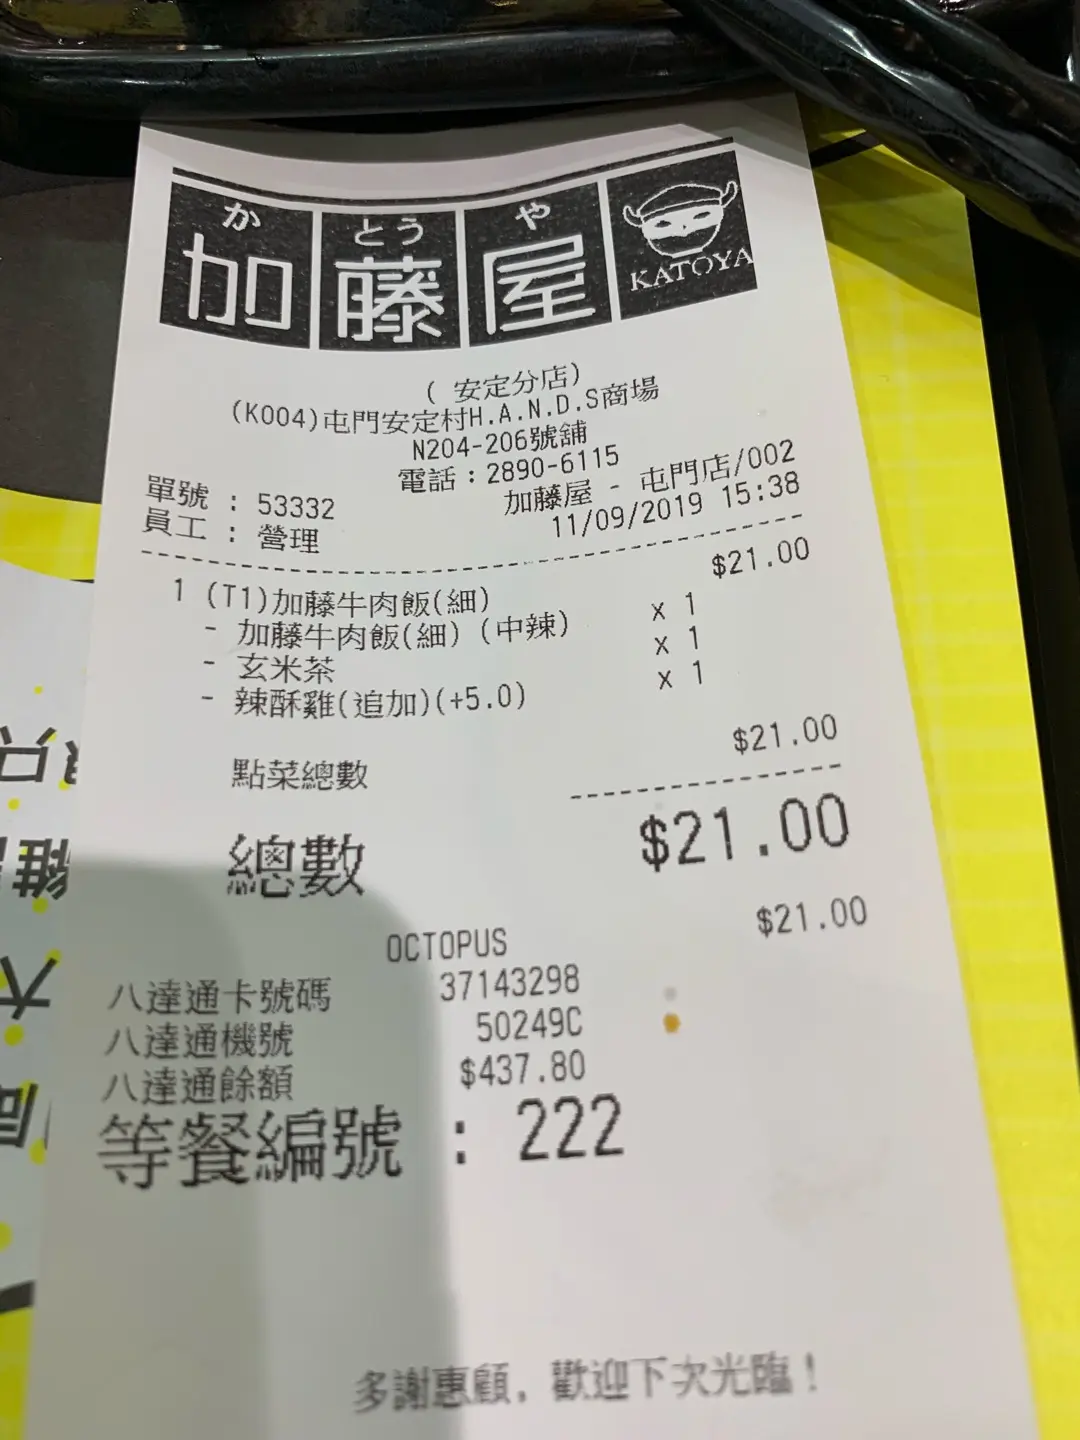 か とう や
加藤屋
KATOYA
( 安定分店)
(K004)屯門安定村H.A.N.D.S商場
N204-206號舖
電話：2890-6115
單號 : 53332 加藤屋 - 屯門店/002
員工 : 營理 11/09/2019 15:38
1 (T1)加藤牛肉飯(細) $21.00
- 加藤牛肉飯(細) (中辣) x 1
- 玄米茶 x 1
- 辣酥雞(追加)(+5.0) x 1
點菜總數 $21.00
總數 $21.00
OCTOPUS $21.00
八達通卡號碼 37143298
八達通機號 50249C
八達通餘額 $437.80
等餐編號 : 222
多謝惠顧，歡迎下次光臨！